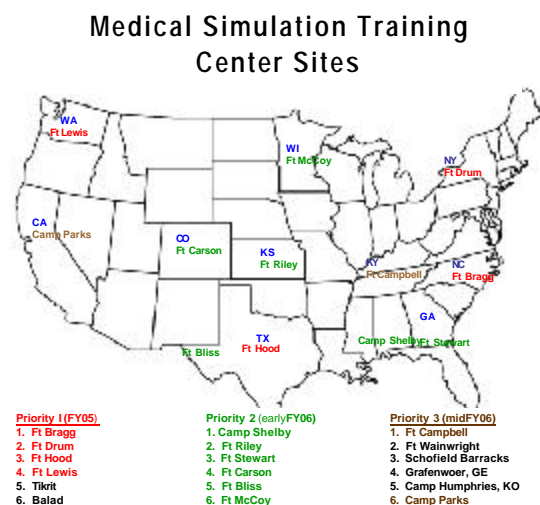 Medical Simulation Training
Center Sites
WA
Ft Lewis
WI
Ft McCoy
NY
Ft Drum
CA
Camp Parks
CO
Ft Carson
KS
Ft Riley
KY
Ft Campbell
NC
Ft Bragg
GA
TX
Ft Hood
Ft Bliss
Camp Shelby
Ft Stewart
Priority I (FY05)
1. Ft Bragg
2. Ft Drum
3. Ft Hood
4. Ft Lewis
5. Tikrit
6. Balad
Priority 2 (earlyFY06)
1. Camp Shelby
2. Ft Riley
3. Ft Stewart
4. Ft Carson
5. Ft Bliss
6. Ft McCoy
Priority 3 (midFY06)
1. Ft Campbell
2. Ft Wainwright
3. Schofield Barracks
4. Grafenwoer, GE
5. Camp Humphries, KO
6. Camp Parks